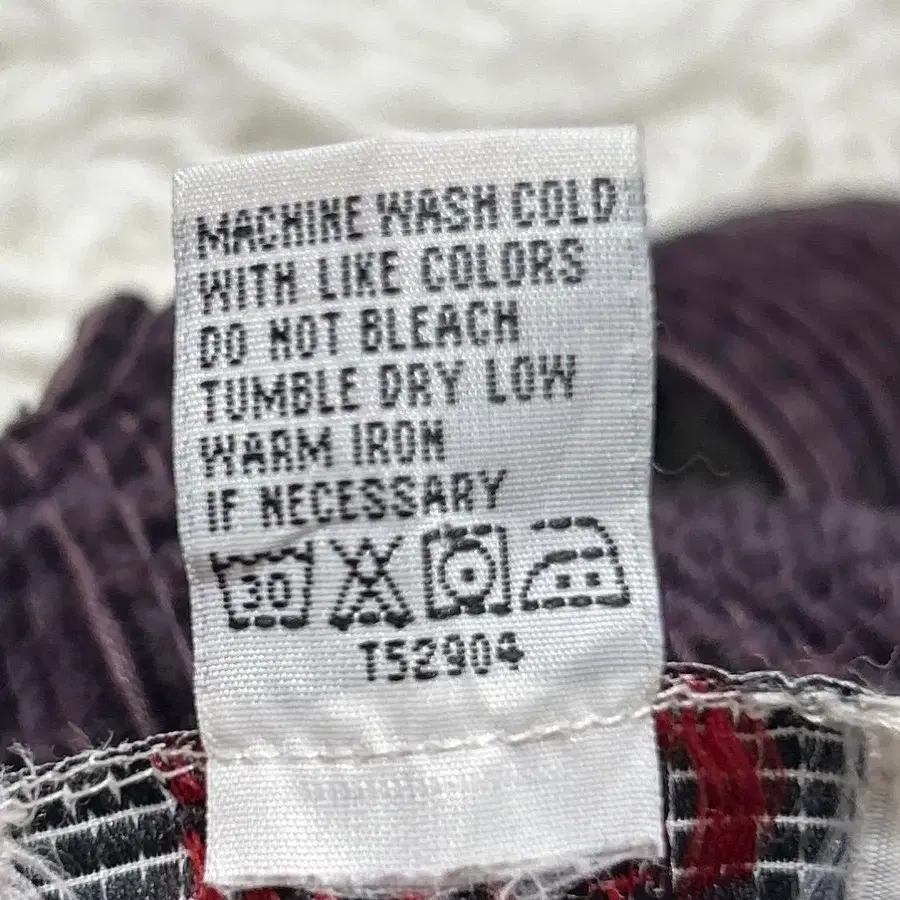 MACHINE WASH COLD
WITH LIKE COLORS
DO NOT BLEACH
TUMBLE DRY LOW
WARM IRON
IF NECESSARY
30
T52904